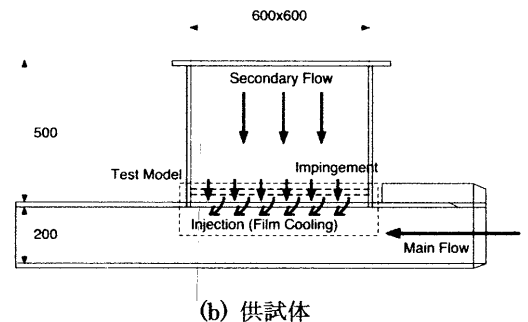 600x600
Secondary Flow
500
Test Model
Impingement
200
Injection (Film Cooling)
Main Flow
(b) 供試体